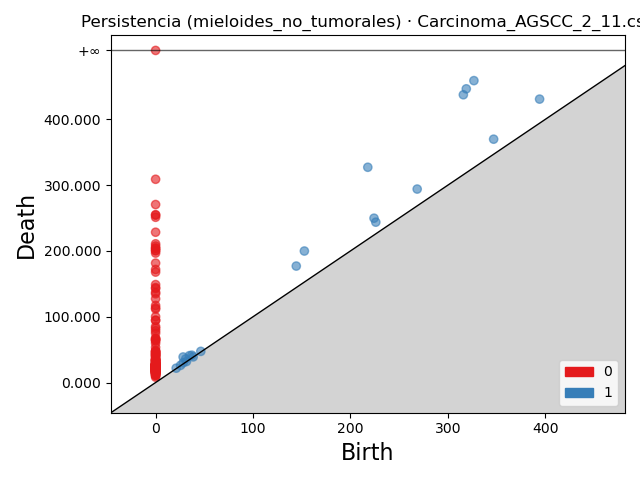 Persistencia (mieloides_no_tumorales) · Carcinoma_AGSCC_2_11.cs
+∞
400.000
300.000
200.000
100.000
0.000
Death
0
1
0 100 200 300 400
Birth